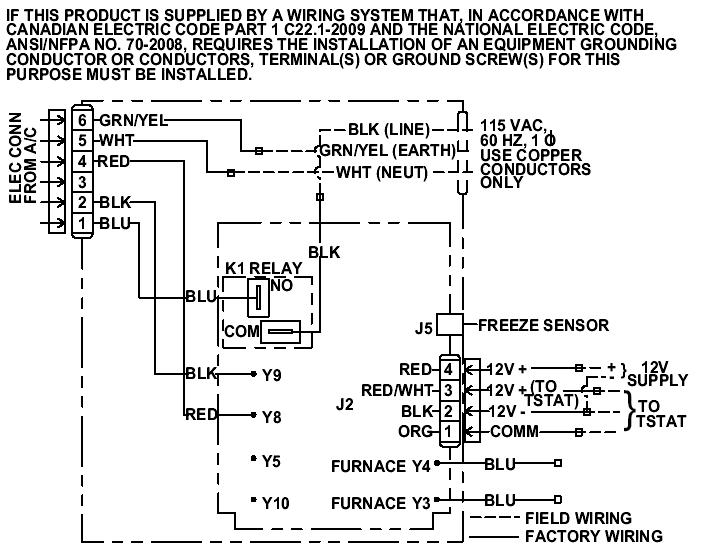 IF THIS PRODUCT IS SUPPLIED BY A WIRING SYSTEM THAT, IN ACCORDANCE WITH
CANADIAN ELECTRIC CODE PART 1 C22.1-2009 AND THE NATIONAL ELECTRIC CODE,
ANSI/NFPA NO. 70-2008, REQUIRES THE INSTALLATION OF AN EQUIPMENT GROUNDING
CONDUCTOR OR CONDUCTORS, TERMINAL(S) OR GROUND SCREW(S) FOR THIS
PURPOSE MUST BE INSTALLED.
ELEC CONN
FROM A/C
6 GRN/YEL
5 WHT
4 RED
3
2 BLK
1 BLU
BLK (LINE)
GRN/YEL (EARTH)
WHT (NEUT)
115 VAC,
60 HZ, 1 Φ
USE COPPER
CONDUCTORS
ONLY
BLK
K1 RELAY
NO
BLU
COM
J5
FREEZE SENSOR
BLK
Y9
RED
Y8
Y5
Y10
J2
RED 4 12V +
RED/WHT 3 12V + (TO
TSTAT)
BLK 2 12V -
ORG 1 COMM
+
-
12V
SUPPLY
TO
TSTAT
FURNACE Y4 BLU
FURNACE Y3 BLU
FIELD WIRING
FACTORY WIRING